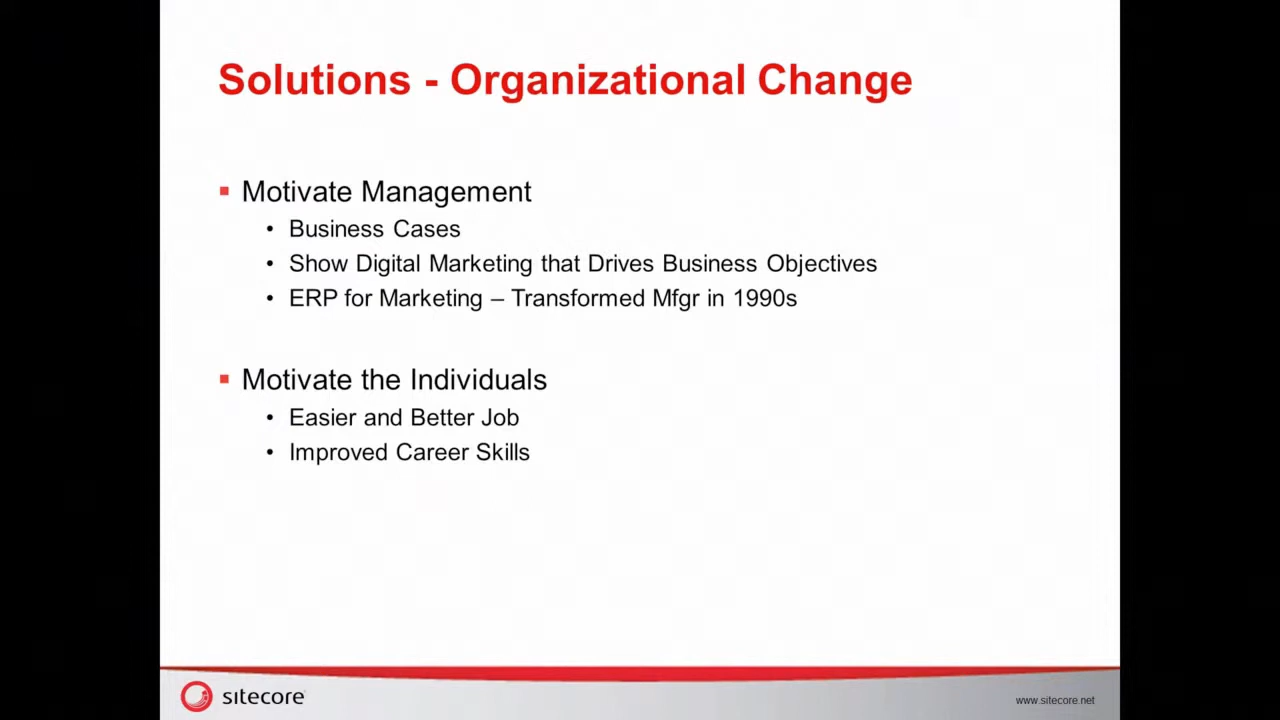 Solutions - Organizational Change
Motivate Management
Business Cases
Show Digital Marketing that Drives Business Objectives
ERP for Marketing – Transformed Mfgr in 1990s
Motivate the Individuals
Easier and Better Job
Improved Career Skills
sitecore
www.sitecore.net